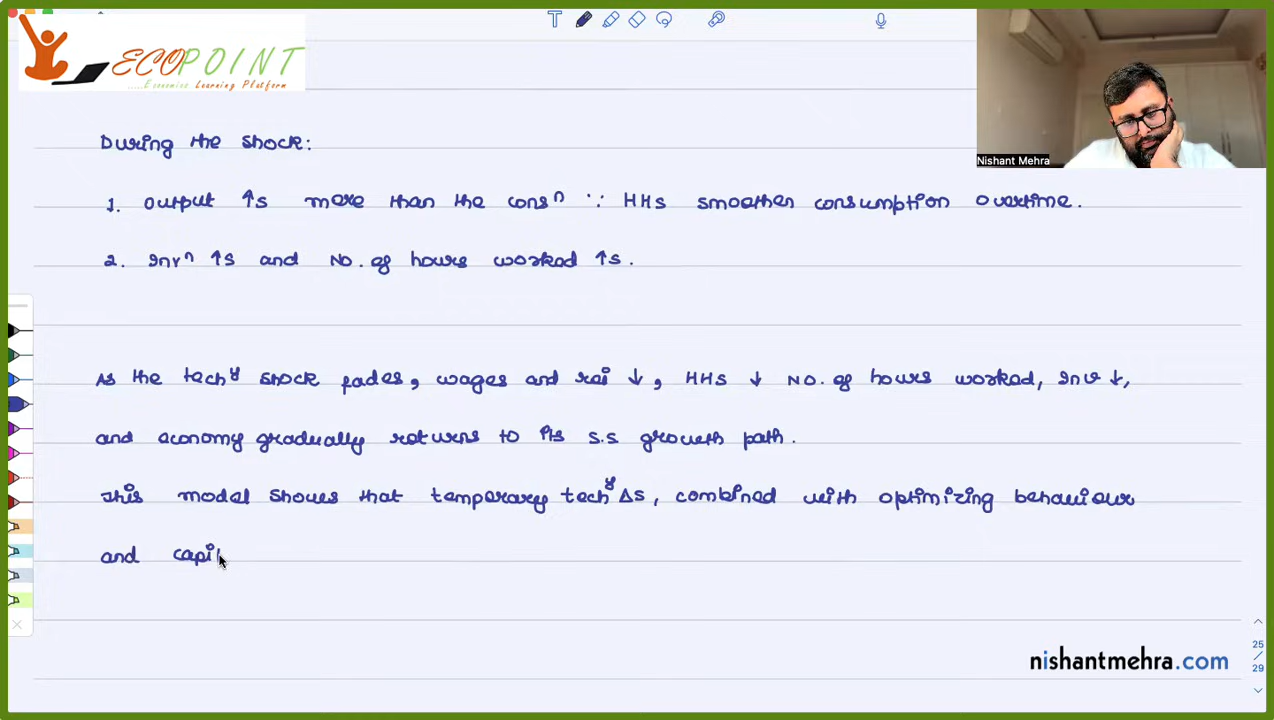 ECOPOINT
.....Economics Learning Platform
T
Nishant Mehra
During the shock:
1. output ↑s more than the consⁿ ∵ HHs smoothen consumption overtime.
2. Invⁿ ↑s and No. of hours worked ↑s.
As the techʸ shock fades, wages and roi ↓, HHs ↓ No. of hours worked, Inv ↓,
and economy gradually returns to its s.s growth path.
This model shows that temporary techʸ Δs, combined with optimizing behaviour
and capi
25
/
29
nishantmehra.com